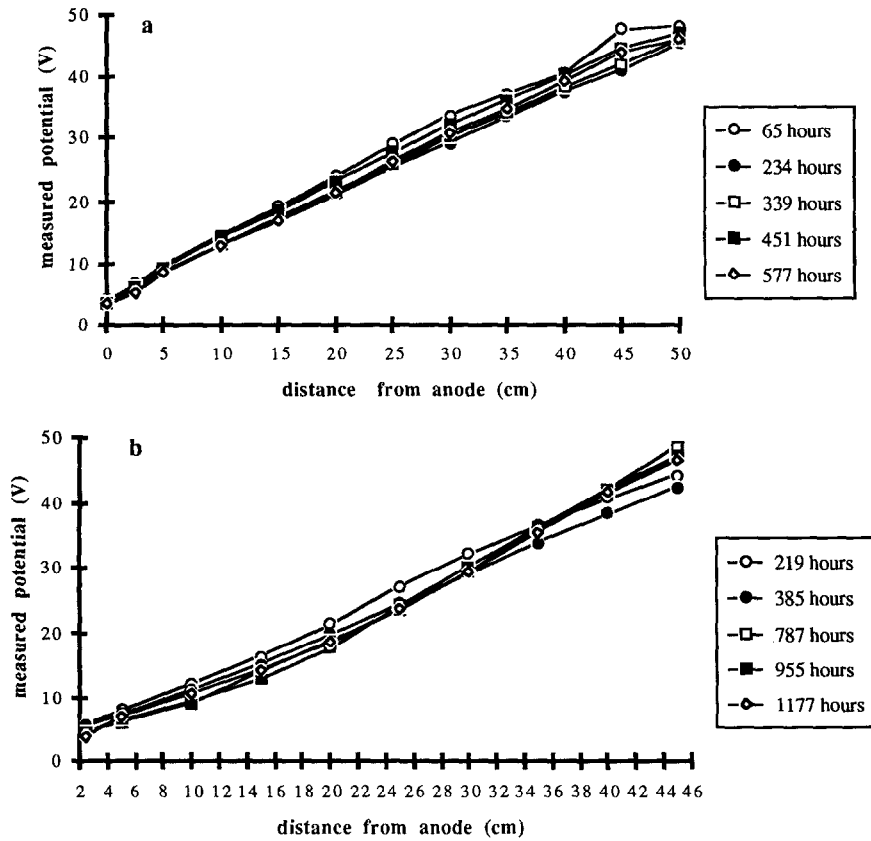 a
50
40
30
20
10
0
measured potential (V)
0 5 10 15 20 25 30 35 40 45 50
distance from anode (cm)
65 hours
234 hours
339 hours
451 hours
577 hours
b
50
40
30
20
10
0
measured potential (V)
2 4 6 8 10 12 14 16 18 20 22 24 26 28 30 32 34 36 38 40 42 44 46
distance from anode (cm)
219 hours
385 hours
787 hours
955 hours
1177 hours